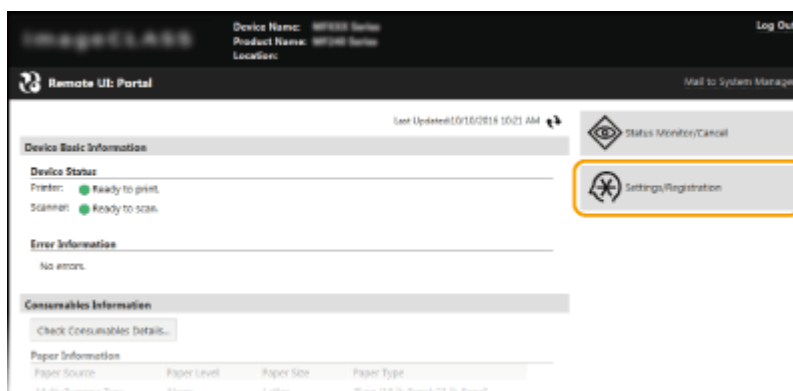 imageCLASS
Device Name:
Product Name:
Location:
Log Out
Remote UI: Portal
Mail to System Manager
Last Updated:10/10/2016 10:21 AM
Status Monitor/Cancel
Settings/Registration
Device Basic Information
Device Status
Printer: Ready to print.
Scanner: Ready to scan.
Error Information
No errors.
Consumables Information
Check Consumables Details...
Paper Information
Paper Source Paper Level Paper Size Paper Type